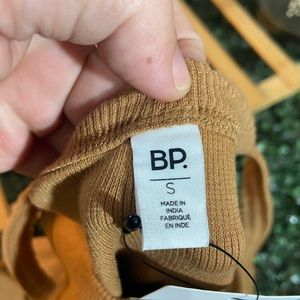 BP.
S
MADE IN
INDIA
FABRIQUÉ
EN INDE